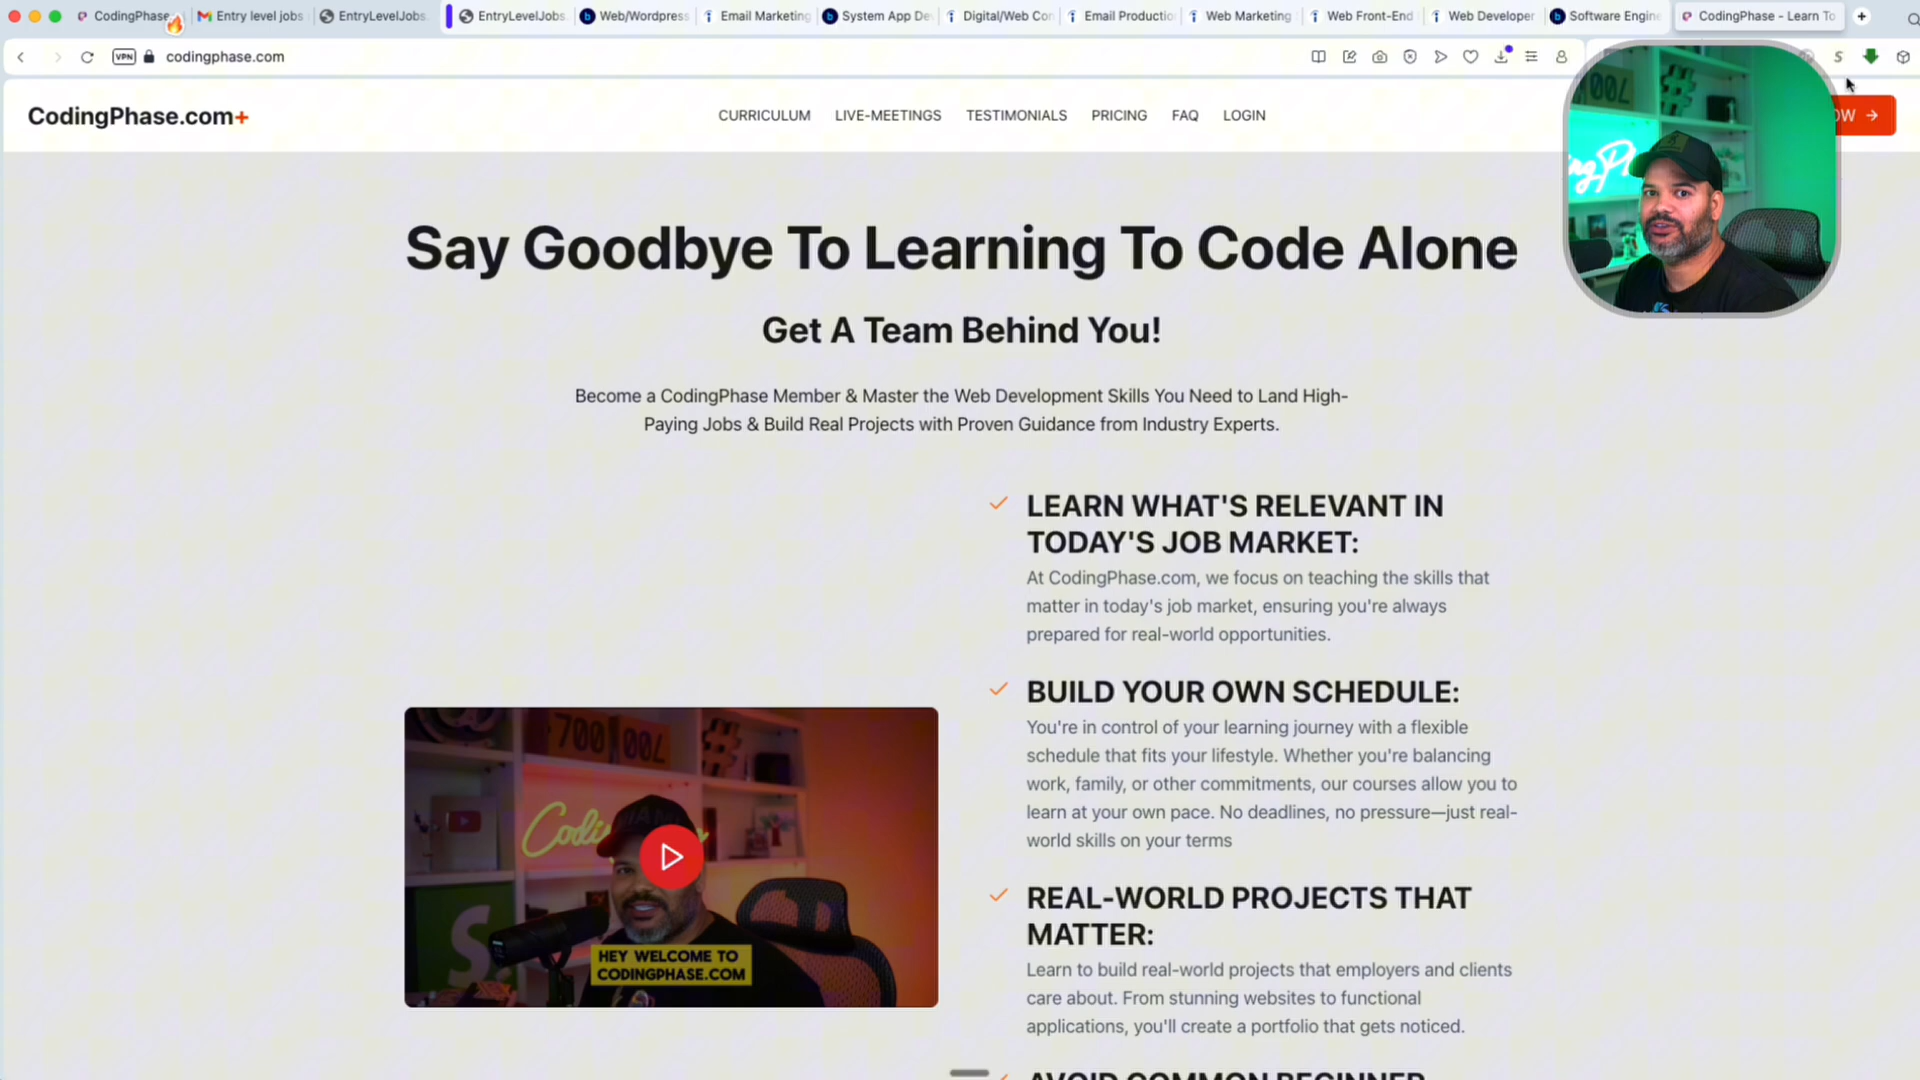 CodingPhase
Entry level jobs
EntryLevelJobs.
EntryLevelJobs.
Web/Wordpress
Email Marketing
System App De
Digital/Web Co
Email Productio
Web Marketing
Web Front-End
Web Developer
Software Engin
CodingPhase - Learn To
VPN
codingphase.com
CodingPhase.com+
CURRICULUM
LIVE-MEETINGS
TESTIMONIALS
PRICING
FAQ
LOGIN
OW →
Say Goodbye To Learning To Code Alone
Get A Team Behind You!
Become a CodingPhase Member & Master the Web Development Skills You Need to Land High-
Paying Jobs & Build Real Projects with Proven Guidance from Industry Experts.
LEARN WHAT'S RELEVANT IN
TODAY'S JOB MARKET:
At CodingPhase.com, we focus on teaching the skills that
matter in today's job market, ensuring you're always
prepared for real-world opportunities.
BUILD YOUR OWN SCHEDULE:
You're in control of your learning journey with a flexible
schedule that fits your lifestyle. Whether you're balancing
work, family, or other commitments, our courses allow you to
learn at your own pace. No deadlines, no pressure—just real-
world skills on your terms
HEY WELCOME TO
CODINGPHASE.COM
REAL-WORLD PROJECTS THAT
MATTER:
Learn to build real-world projects that employers and clients
care about. From stunning websites to functional
applications, you'll create a portfolio that gets noticed.
AVOID COMMON BEGINNER